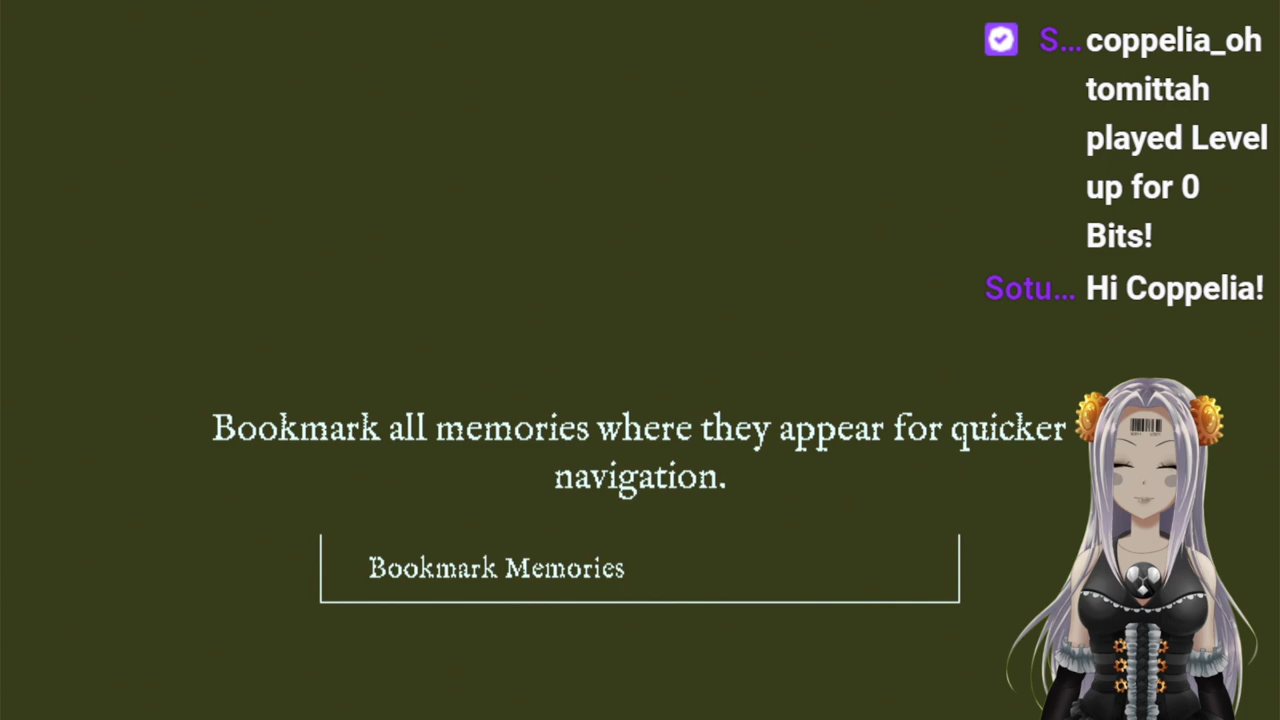 S... coppelia_oh
tomittah
played Level
up for 0
Bits!
Sotu... Hi Coppelia!
Bookmark all memories where they appear for quicker
navigation.
Bookmark Memories